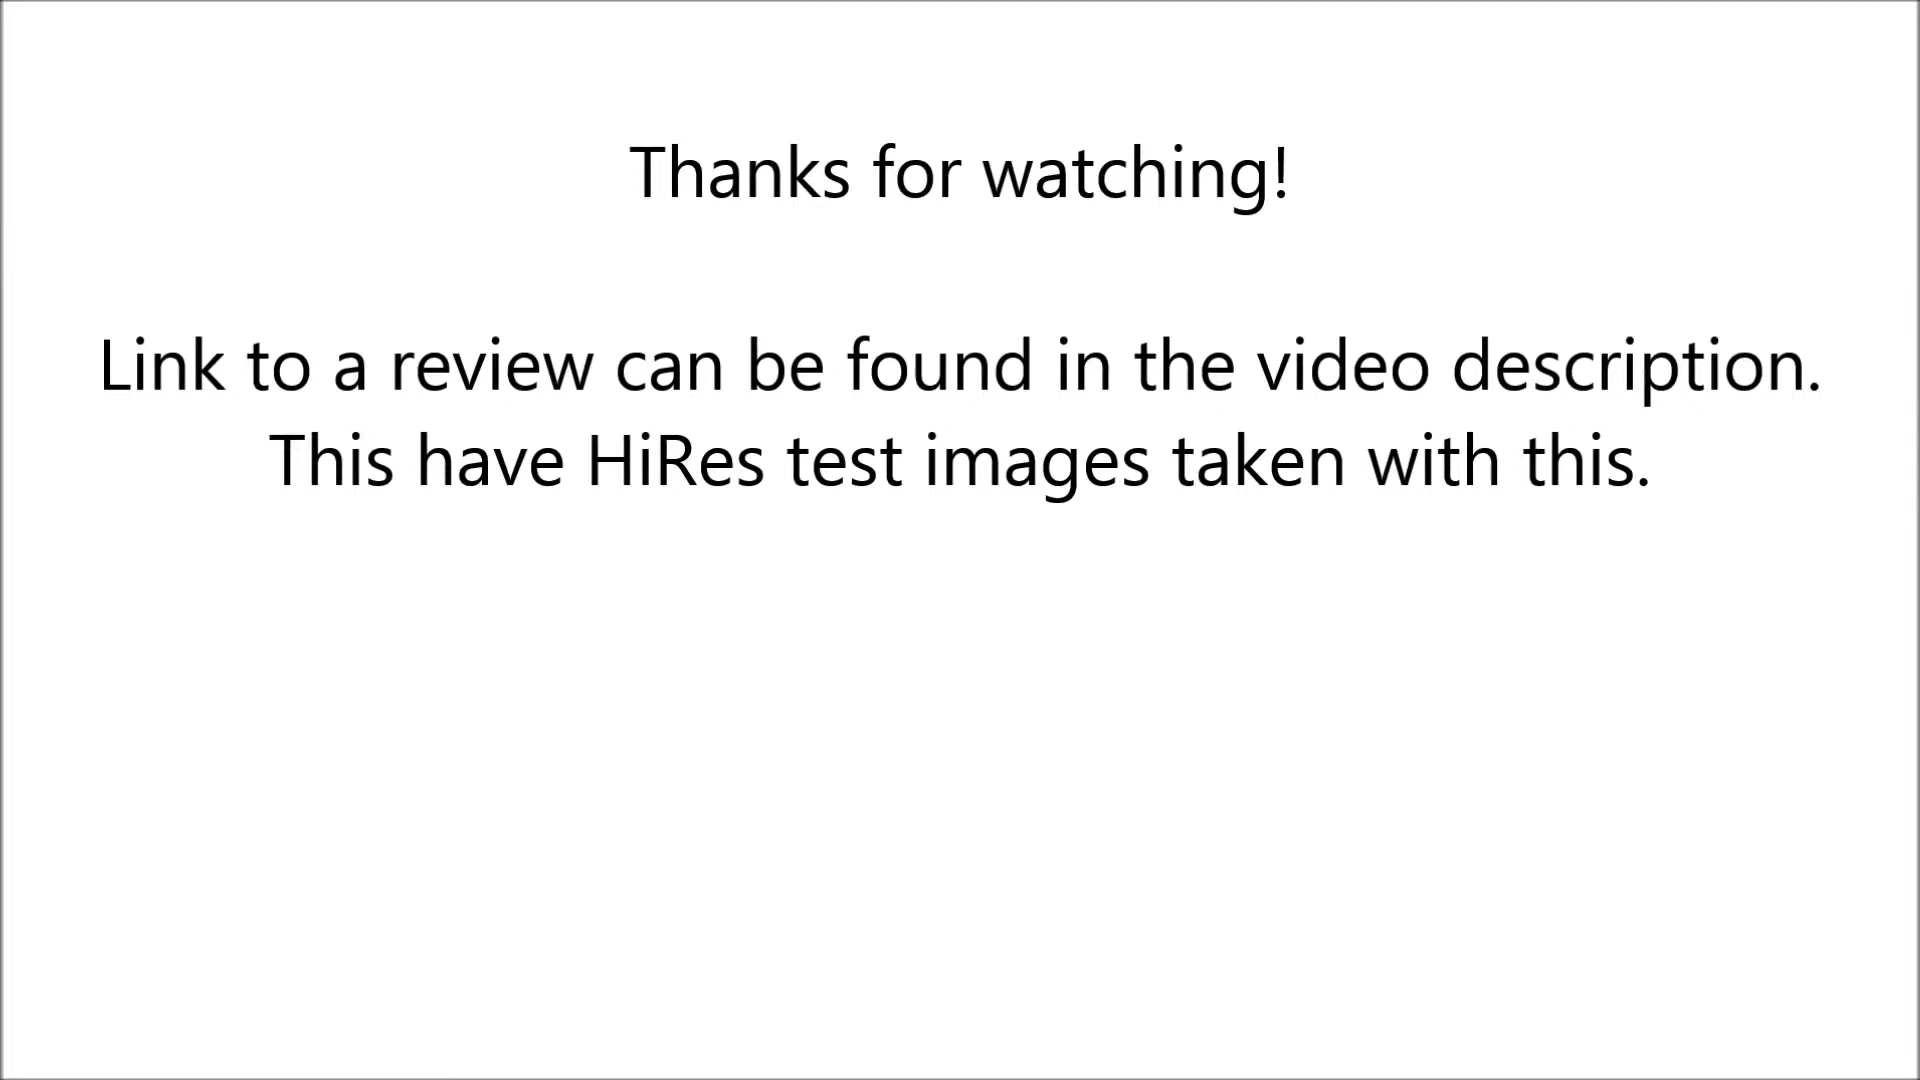 Thanks for watching!
Link to a review can be found in the video description.
This have HiRes test images taken with this.